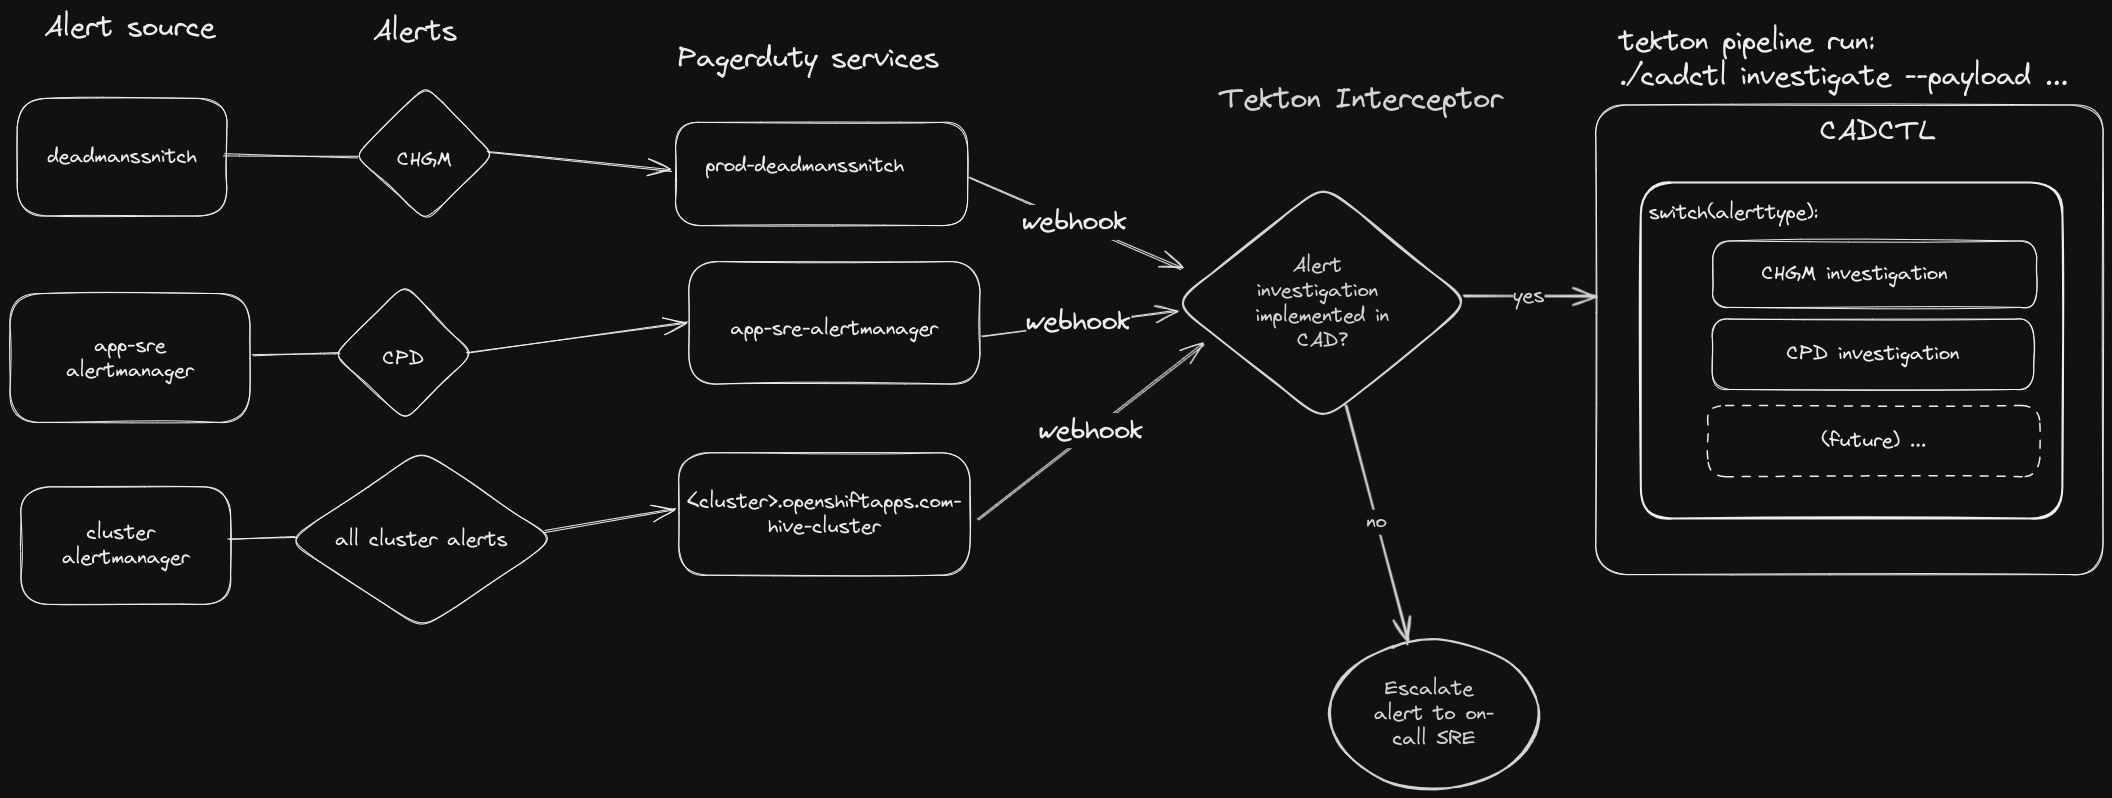 Alert source
Alerts
Pagerduty services
Tekton Interceptor
tekton pipeline run:
./cadctl investigate --payload ...
deadmanssnitch
CHGM
prod-deadmanssnitch
webhook
app-sre
alertmanager
CPD
app-sre-alertmanager
webhook
cluster
alertmanager
all cluster alerts
<cluster>.openshiftapps.com-
hive-cluster
webhook
Alert
investigation
implemented in
CAD?
yes
no
Escalate
alert to on-
call SRE
CADCTL
switch(alerttype):
CHGM investigation
CPD investigation
(future) ...